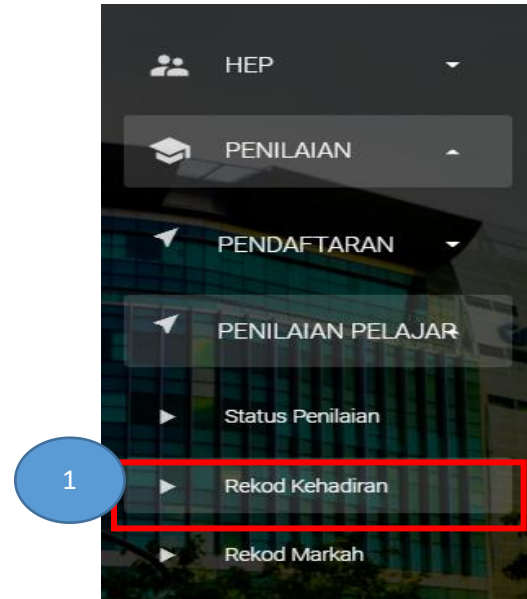 HEP
PENILAIAN
PENDAFTARAN
PENILAIAN PELAJAR
Status Penilaian
1
Rekod Kehadiran
Rekod Markah